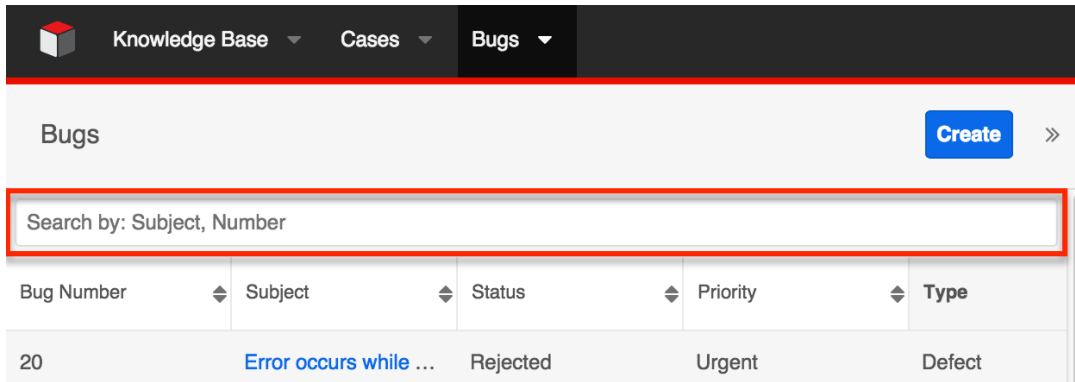 Knowledge Base Cases Bugs
Bugs Create
Search by: Subject, Number
Bug Number Subject Status Priority Type
20 Error occurs while … Rejected Urgent Defect